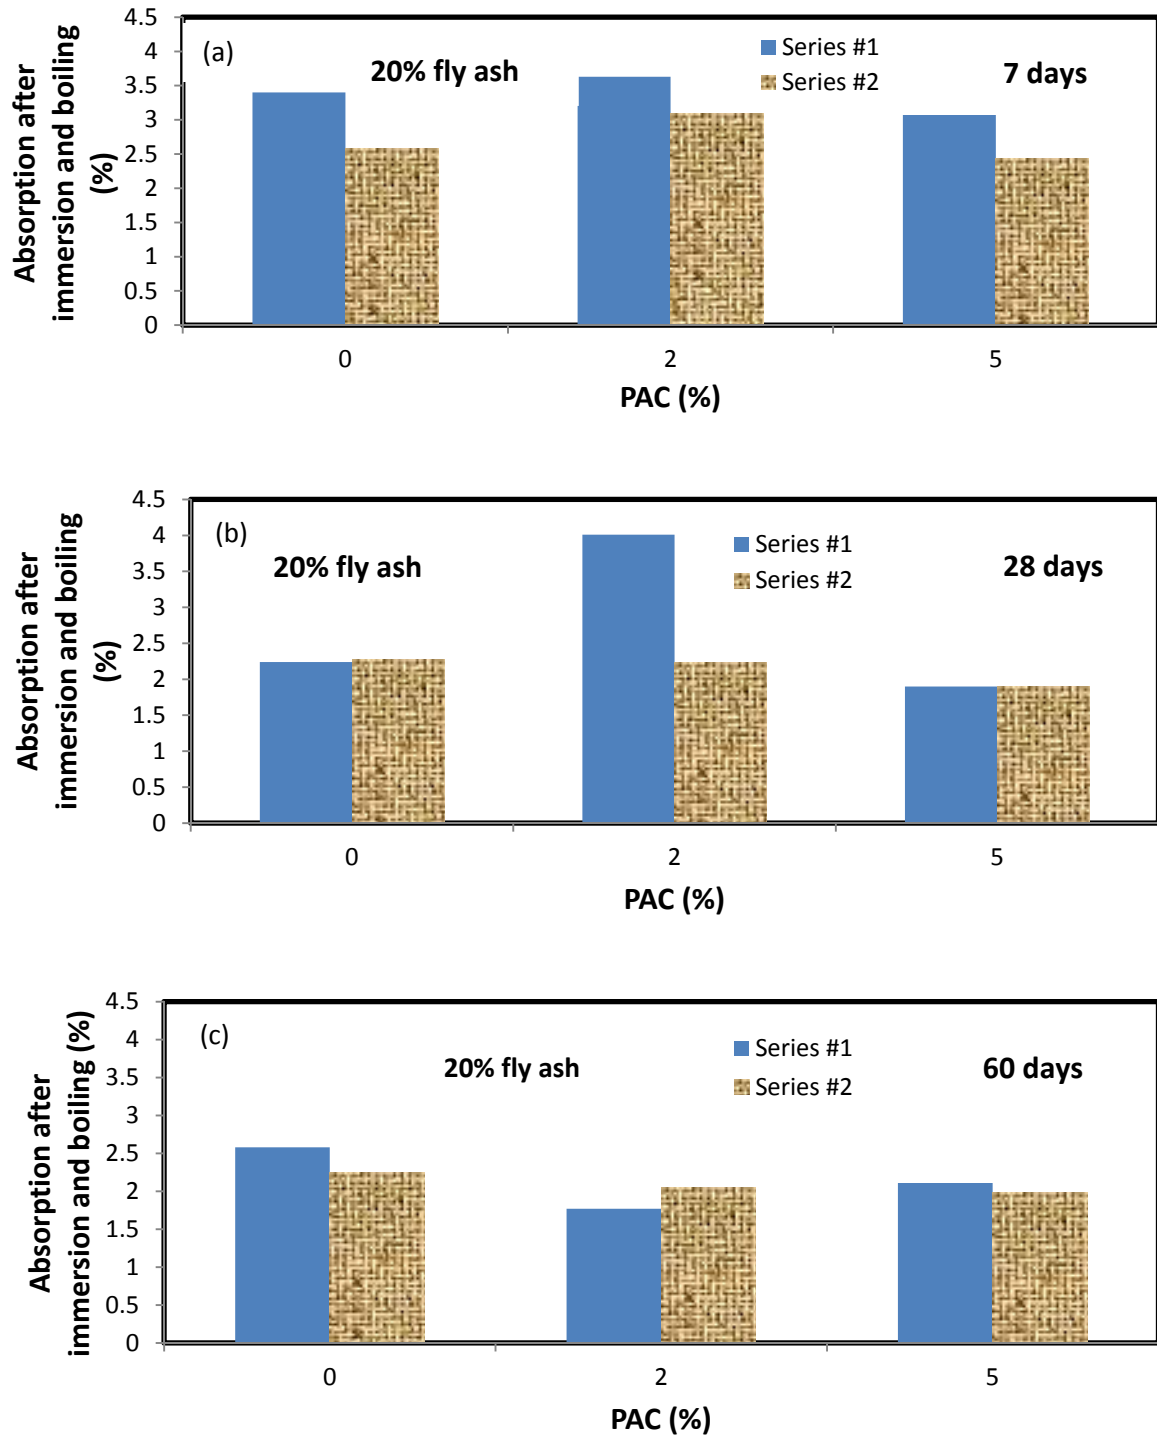 Absorption after
immersion and boiling
(%)
4.5
4
3.5
3
2.5
2
1.5
1
0.5
0
(a)
20% fly ash
Series #1
Series #2
7 days
0 2 5
PAC (%)
Absorption after
immersion and boiling
(%)
4.5
4
3.5
3
2.5
2
1.5
1
0.5
0
(b)
20% fly ash
Series #1
Series #2
28 days
0 2 5
PAC (%)
Absorption after
immersion and boiling (%)
4.5
4
3.5
3
2.5
2
1.5
1
0.5
0
(c)
20% fly ash
Series #1
Series #2
60 days
0 2 5
PAC (%)